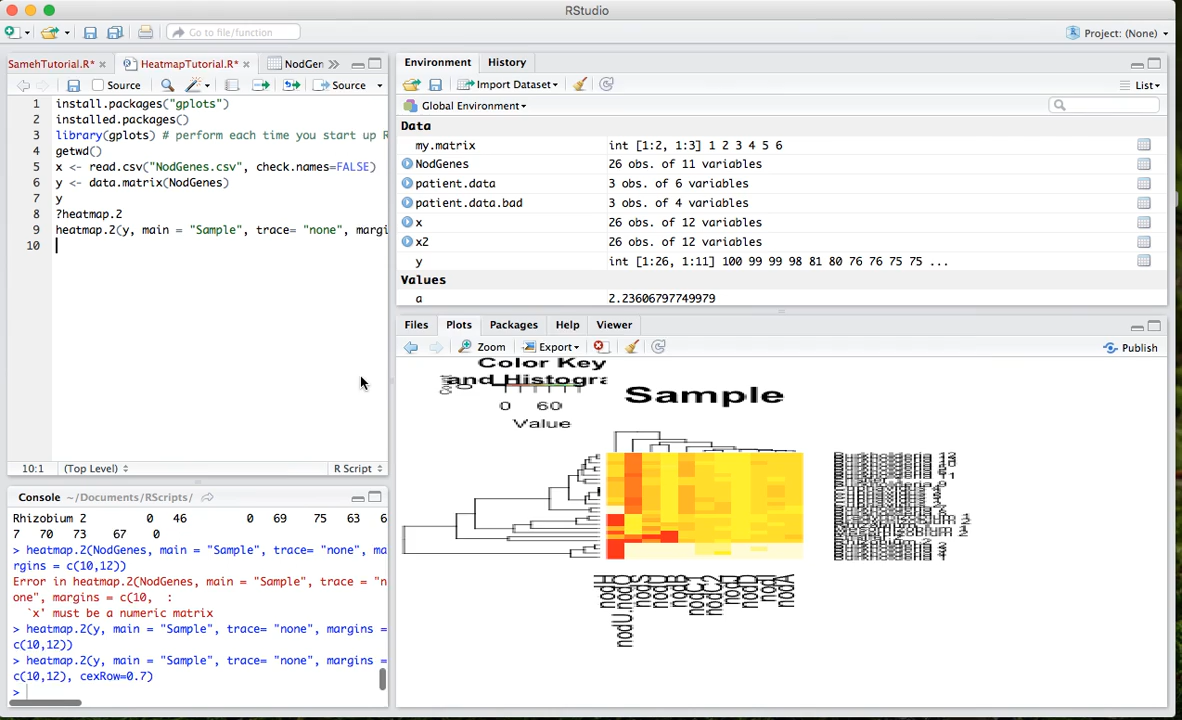 RStudio
Go to file/function
Project: (None)
SamehTutorial.R*
HeatmapTutorial.R*
NodGen
Source
Source
1 install.packages("gplots")
2 installed.packages()
3 library(gplots) # perform each time you start up R
4 getwd()
5 x <- read.csv("NodGenes.csv", check.names=FALSE)
6 y <- data.matrix(NodGenes)
7 y
8 ?heatmap.2
9 heatmap.2(y, main = "Sample", trace= "none", margi
10
10:1 (Top Level) R Script
Console ~/Documents/RScripts/
Rhizobium 2 0 46 0 69 75 63 6
7 70 73 67 0
> heatmap.2(NodGenes, main = "Sample", trace= "none", ma
rgins = c(10,12))
Error in heatmap.2(NodGenes, main = "Sample", trace = "n
one", margins = c(10, :
`x' must be a numeric matrix
> heatmap.2(y, main = "Sample", trace= "none", margins =
c(10,12))
> heatmap.2(y, main = "Sample", trace= "none", margins =
c(10,12), cexRow=0.7)
>
Environment History
Import Dataset
List
Global Environment
Data
my.matrix int [1:2, 1:3] 1 2 3 4 5 6
NodGenes 26 obs. of 11 variables
patient.data 3 obs. of 6 variables
patient.data.bad 3 obs. of 4 variables
x 26 obs. of 12 variables
x2 26 obs. of 12 variables
y int [1:26, 1:11] 100 99 99 98 81 80 76 76 75 75 ...
Values
a 2.23606797749979
Files Plots Packages Help Viewer
Zoom Export Publish
Color Key
and Histogra
Count
0 60
Value
Sample
nodH
nodU.nodO
nodS
nodB
nodC1
nodC2
nodD
nodI
nodA